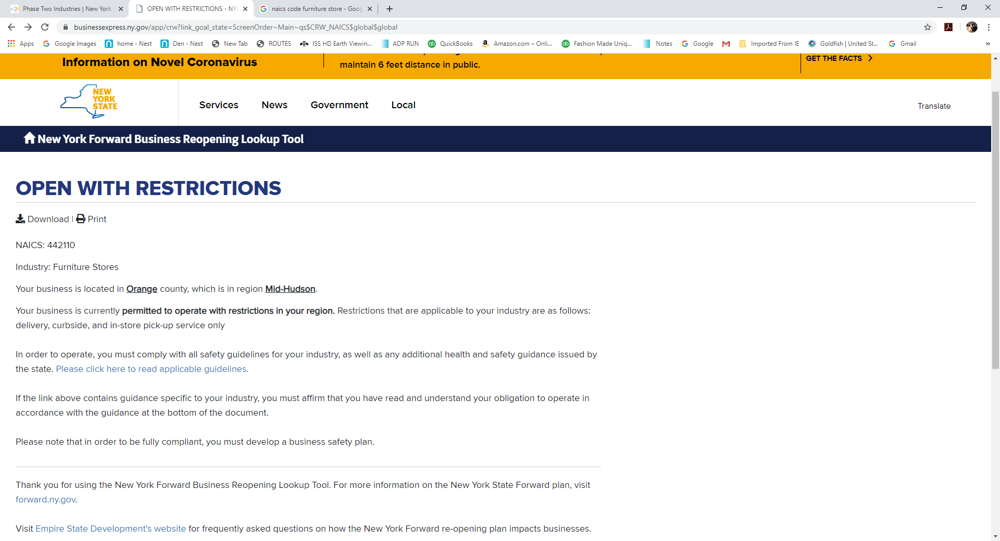 Phase Two Industries | New York
OPEN WITH RESTRICTIONS - NYE
naics code furniture store - Goog
businessexpress.ny.gov/app/crw?link_goal_state=ScreenOrder~Main~qs$CRW_NAICS$global$global
Apps Google Images home - Nest Den - Nest New Tab ROUTES ISS HD Earth Viewin... ADP RUN QuickBooks Amazon.com – Onli... Fashion Made Uniq... Notes Google Imported From IE Goldfish | United St... Gmail »
Information on Novel Coronavirus
maintain 6 feet distance in public.
GET THE FACTS
NEW
YORK
STATE
Services News Government Local
Translate
New York Forward Business Reopening Lookup Tool
OPEN WITH RESTRICTIONS
Download | Print
NAICS: 442110
Industry: Furniture Stores
Your business is located in Orange county, which is in region Mid-Hudson.
Your business is currently permitted to operate with restrictions in your region. Restrictions that are applicable to your industry are as follows:
delivery, curbside, and in-store pick-up service only
In order to operate, you must comply with all safety guidelines for your industry, as well as any additional health and safety guidance issued by
the state. Please click here to read applicable guidelines.
If the link above contains guidance specific to your industry, you must affirm that you have read and understand your obligation to operate in
accordance with the guidance at the bottom of the document.
Please note that in order to be fully compliant, you must develop a business safety plan.
Thank you for using the New York Forward Business Reopening Lookup Tool. For more information on the New York State Forward plan, visit
forward.ny.gov.
Visit Empire State Development's website for frequently asked questions on how the New York Forward re-opening plan impacts businesses.